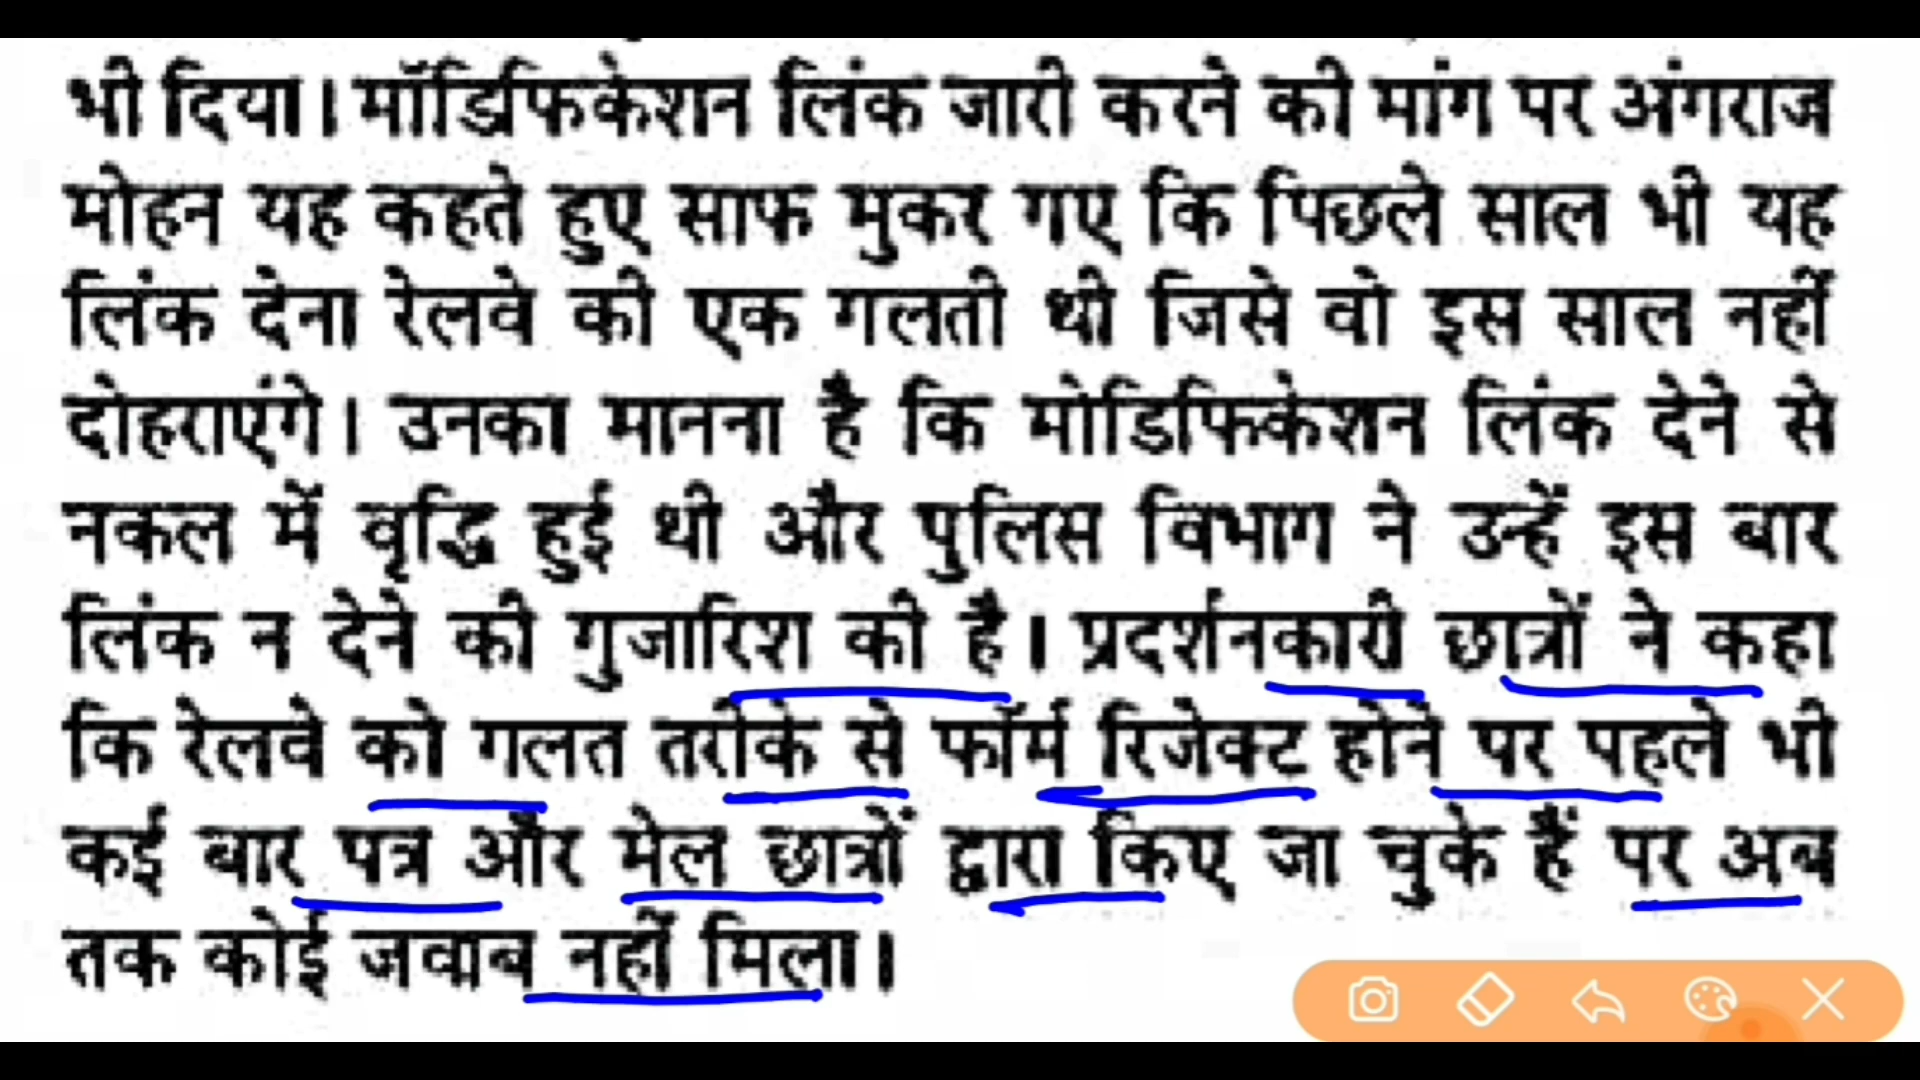 भी दिया। मॉडिफिकेशन लिंक जारी करने की मांग पर अंगराज
मोहन यह कहते हुए साफ मुकर गए कि पिछले साल भी यह
लिंक देना रेलवे की एक गलती थी जिसे वो इस साल नहीं
दोहराएंगे। उनका मानना है कि मोडिफिकेशन लिंक देने से
नकल में वृद्धि हुई थी और पुलिस विभाग ने उन्हें इस बार
लिंक न देने की गुजारिश की है। प्रदर्शनकारी छात्रों ने कहा
कि रेलवे को गलत तरीके से फॉर्म रिजेक्ट होने पर पहले भी
कई बार पत्र और मेल छात्रों द्वारा किए जा चुके हैं पर अब
तक कोई जवाब नहीं मिला।